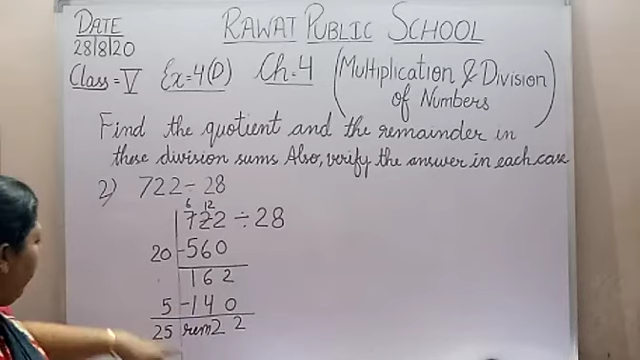 DATE
28/8/20
RAWAT PUBLIC SCHOOL
Class = V Ex = 4(D) Ch. 4 (Multiplication & Division of Numbers)
Find the quotient and the remainder in
these division sums Also, verify the answer in each case
2) 722 - 28
6 12
722 ÷ 28
20 -560
162
5 -140
25 rem 22